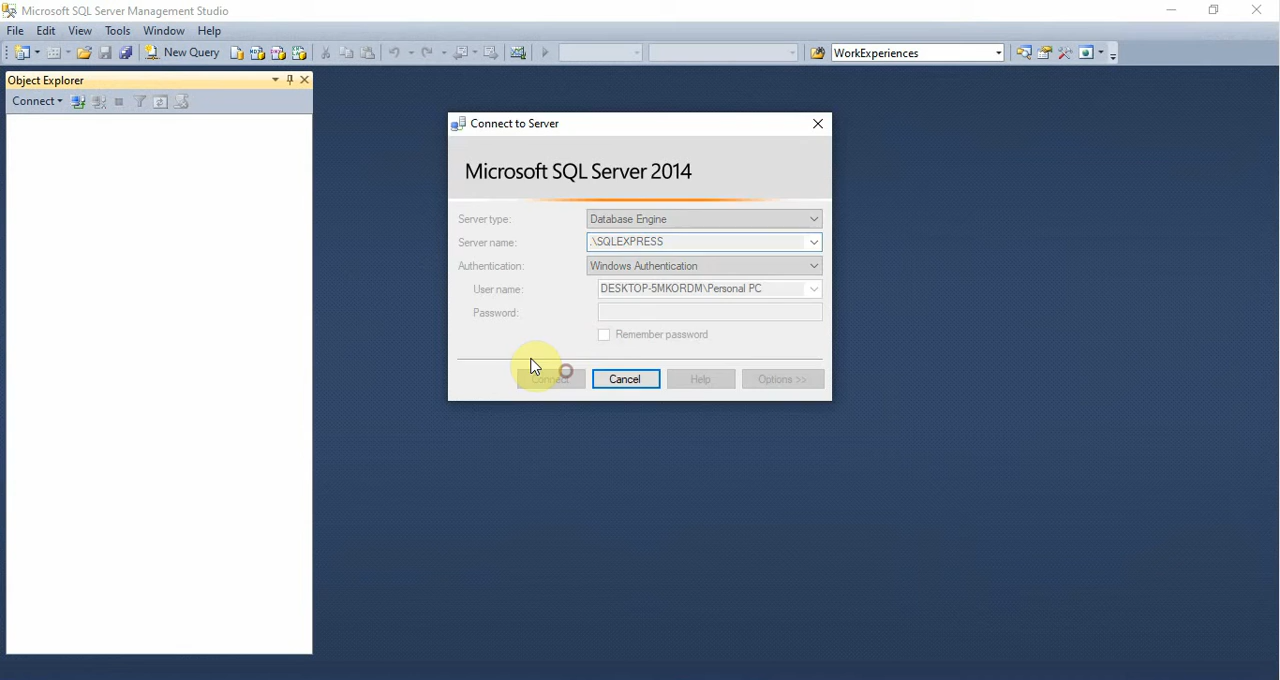 Microsoft SQL Server Management Studio
File Edit View Tools Window Help
New Query WorkExperiences
Object Explorer
Connect
Connect to Server
Microsoft SQL Server 2014
Server type: Database Engine
Server name: .\SQLEXPRESS
Authentication: Windows Authentication
User name: DESKTOP-5MKORDM\Personal PC
Password:
Remember password
Connect Cancel Help Options >>